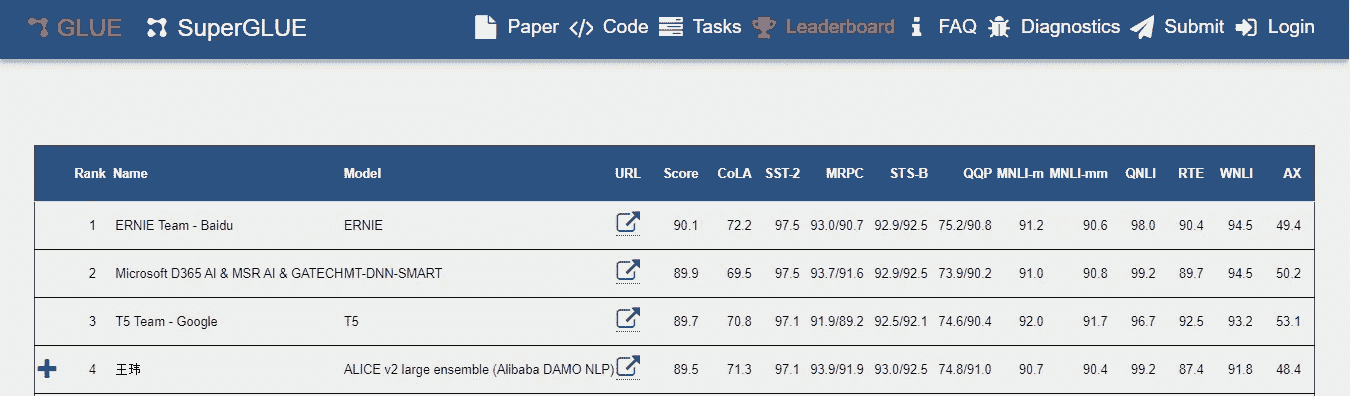 GLUE SuperGLUE Paper Code Tasks Leaderboard FAQ Diagnostics Submit Login
Rank Name Model URL Score CoLA SST-2 MRPC STS-B QQP MNLI-m MNLI-mm QNLI RTE WNLI AX
1 ERNIE Team - Baidu ERNIE 90.1 72.2 97.5 93.0/90.7 92.9/92.5 75.2/90.8 91.2 90.6 98.0 90.4 94.5 49.4
2 Microsoft D365 AI & MSR AI & GATECHMT-DNN-SMART 89.9 69.5 97.5 93.7/91.6 92.9/92.5 73.9/90.2 91.0 90.8 99.2 89.7 94.5 50.2
3 T5 Team - Google T5 89.7 70.8 97.1 91.9/89.2 92.5/92.1 74.6/90.4 92.0 91.7 96.7 92.5 93.2 53.1
4 王玮 ALICE v2 large ensemble (Alibaba DAMO NLP) 89.5 71.3 97.1 93.9/91.9 93.0/92.5 74.8/91.0 90.7 90.4 99.2 87.4 91.8 48.4